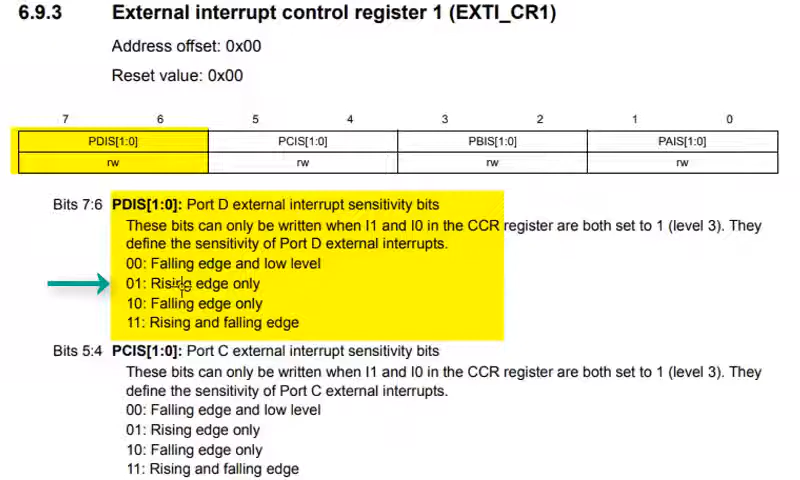 6.9.3 External interrupt control register 1 (EXTI_CR1)
Address offset: 0x00
Reset value: 0x00
7 6 5 4 3 2 1 0
PDIS[1:0] PCIS[1:0] PBIS[1:0] PAIS[1:0]
rw rw rw rw
Bits 7:6 PDIS[1:0]: Port D external interrupt sensitivity bits
These bits can only be written when I1 and I0 in the CCR register are both set to 1 (level 3). They
define the sensitivity of Port D external interrupts.
00: Falling edge and low level
01: Rising edge only
10: Falling edge only
11: Rising and falling edge
Bits 5:4 PCIS[1:0]: Port C external interrupt sensitivity bits
These bits can only be written when I1 and I0 in the CCR register are both set to 1 (level 3). They
define the sensitivity of Port C external interrupts.
00: Falling edge and low level
01: Rising edge only
10: Falling edge only
11: Rising and falling edge